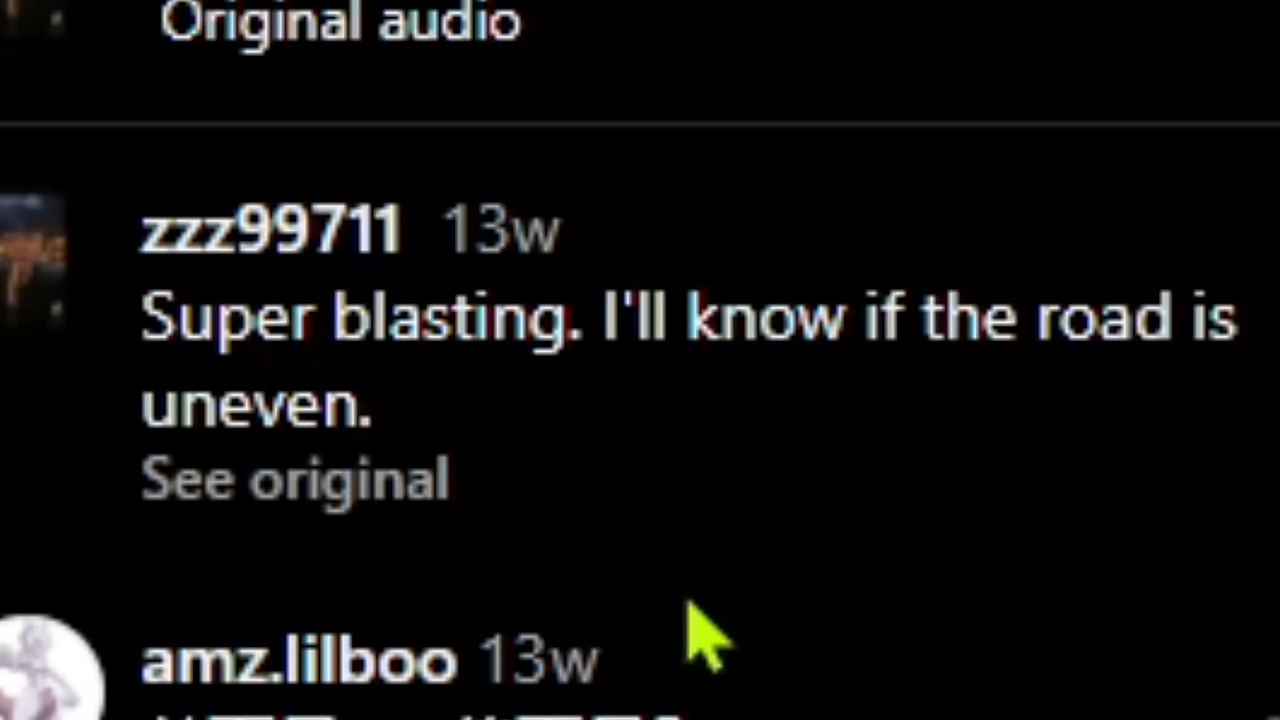 Original audio
zzz99711 13w
Super blasting. I'll know if the road is
uneven.
See original
amz.lilboo 13w